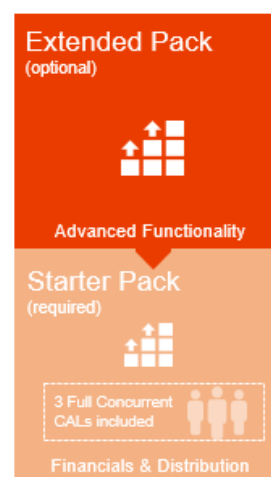 Extended Pack
(optional)
Advanced Functionality
Starter Pack
(required)
3 Full Concurrent
CALs included
Financials & Distribution